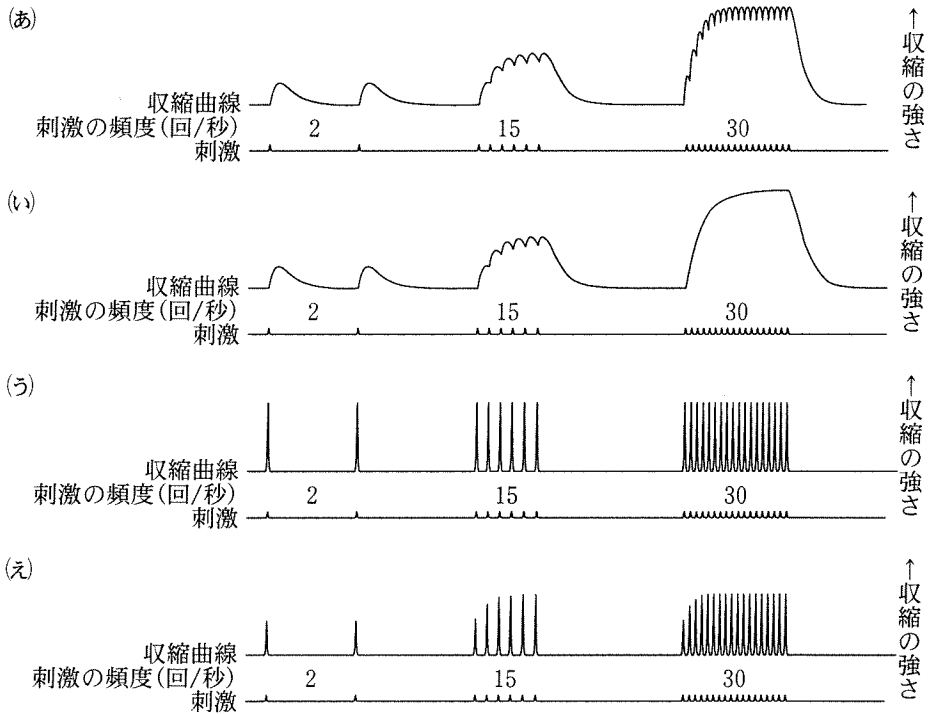 (あ)
収縮曲線
刺激の頻度(回/秒) 2 15 30
刺激
↑収縮の強さ
(い)
収縮曲線
刺激の頻度(回/秒) 2 15 30
刺激
↑収縮の強さ
(う)
収縮曲線
刺激の頻度(回/秒) 2 15 30
刺激
↑収縮の強さ
(え)
収縮曲線
刺激の頻度(回/秒) 2 15 30
刺激
↑収縮の強さ